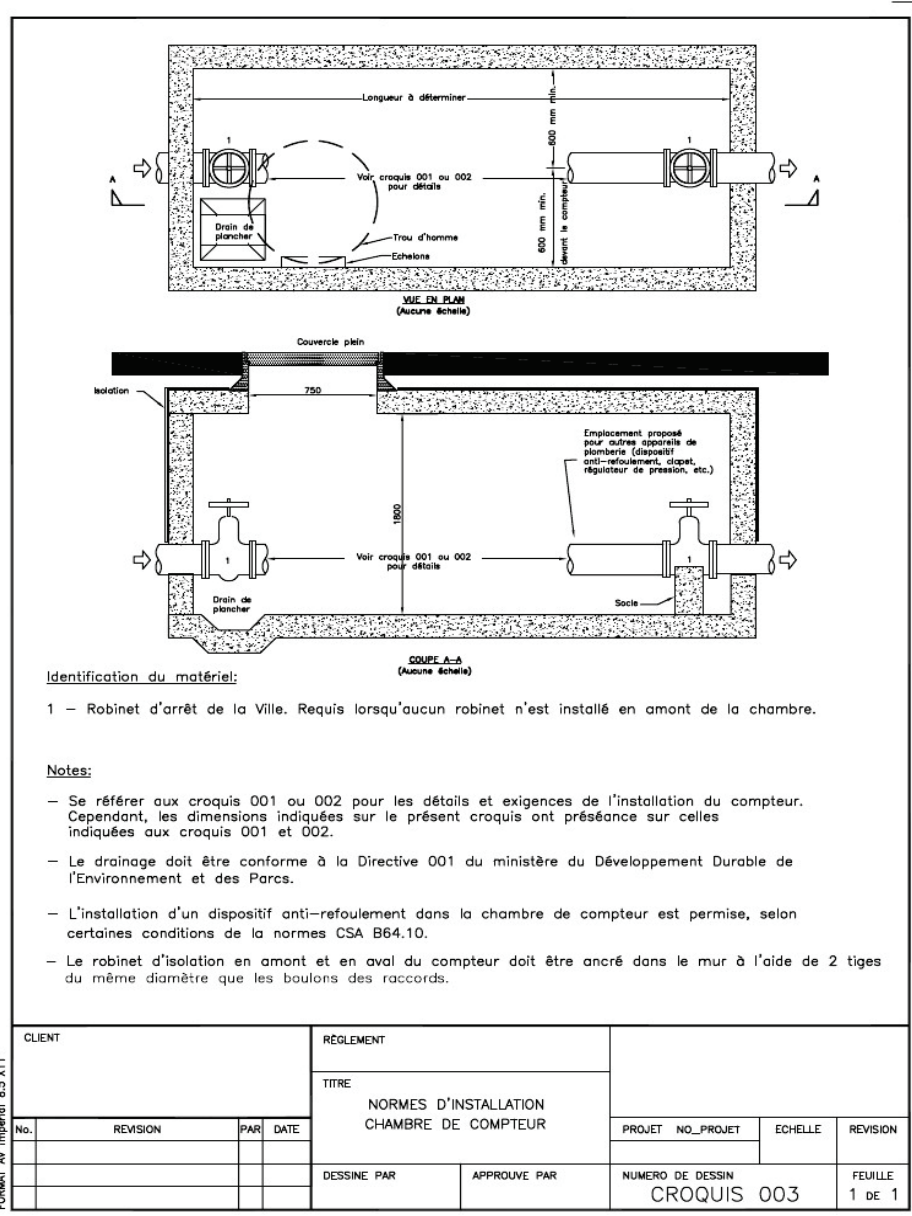 Longueur à déterminer
600 mm min.
1
1
A
A
Voir croquis 001 ou 002
pour détails
600 mm min.
devant le compteur
Drain de
plancher
Trou d'homme
Echelons
VUE EN PLAN
(Aucune échelle)
Couvercle plein
Isolation
750
Emplacement proposé
pour autres appareils de
plomberie (dispositif
anti-refoulement, clapet,
régulateur de pression, etc.)
1800
1
Voir croquis 001 ou 002
pour détails
1
Drain de
plancher
Socle
COUPE A-A
(Aucune échelle)
Identification du matériel:
1 – Robinet d'arrêt de la Ville. Requis lorsqu'aucun robinet n'est installé en amont de la chambre.
Notes:
– Se référer aux croquis 001 ou 002 pour les détails et exigences de l'installation du compteur.
Cependant, les dimensions indiquées sur le présent croquis ont préséance sur celles
indiquées aux croquis 001 et 002.
– Le drainage doit être conforme à la Directive 001 du ministère du Développement Durable de
l'Environnement et des Parcs.
– L'installation d'un dispositif anti-refoulement dans la chambre de compteur est permise, selon
certaines conditions de la normes CSA B64.10.
– Le robinet d'isolation en amont et en aval du compteur doit être ancré dans le mur à l'aide de 2 tiges
du même diamètre que les boulons des raccords.
CLIENT
RÈGLEMENT
TITRE
NORMES D'INSTALLATION
CHAMBRE DE COMPTEUR
No. REVISION PAR DATE
PROJET NO_PROJET ECHELLE REVISION
DESSINE PAR APPROUVE PAR
NUMERO DE DESSIN
CROQUIS 003
FEUILLE
1 DE 1
FORMAT AV Impérial 8.5 X11